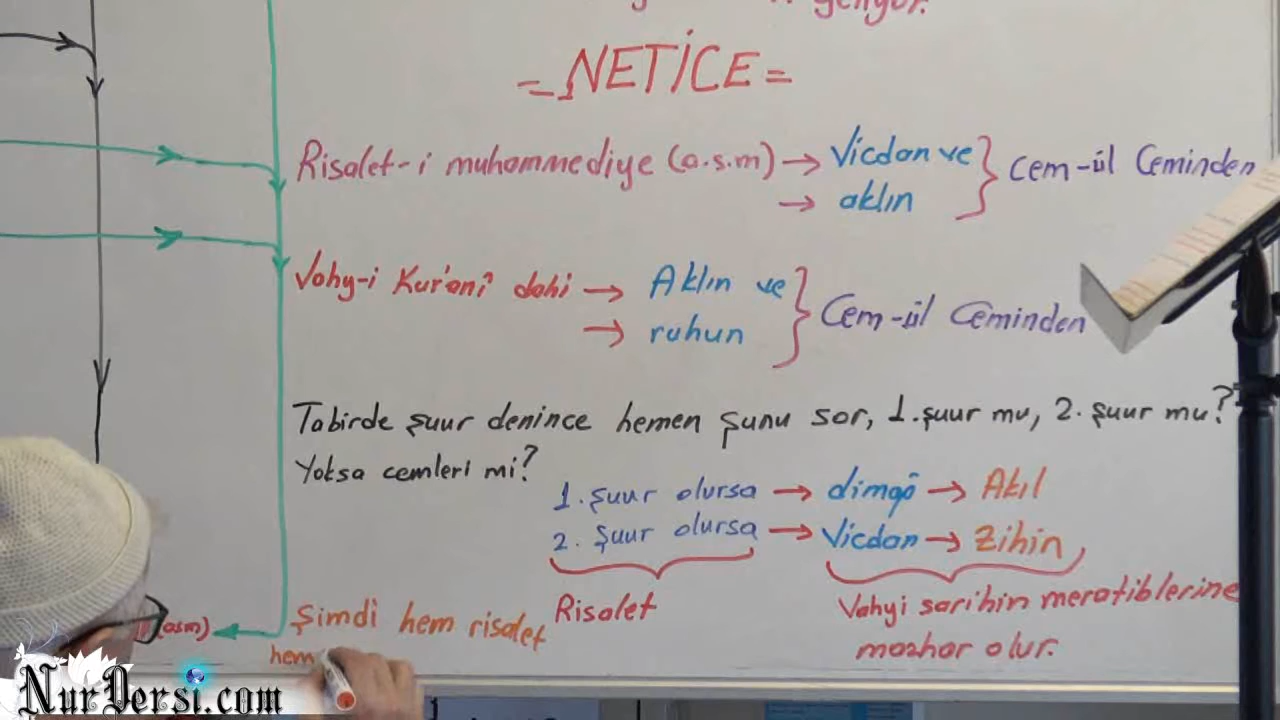 geliyor.
= NETİCE =
Risalet-i muhammediye (a.s.m) → Vicdan ve
→ aklın } Cem-ül Ceminden
Vahy-i Kur'anî dahi → Aklın ve
→ ruhun } Cem-ül Ceminden
Tabirde şuur denince hemen şunu sor, 1. şuur mu, 2. şuur mu?
Yoksa cemleri mi?
1. şuur olursa → dimağ → Akıl
2. şuur olursa → Vicdan → Zihin
Risalet
Vahyi sarihin meratiblerine
mazhar olur.
Şimdi hem risalet
(asm)
hem
NurDersi.com